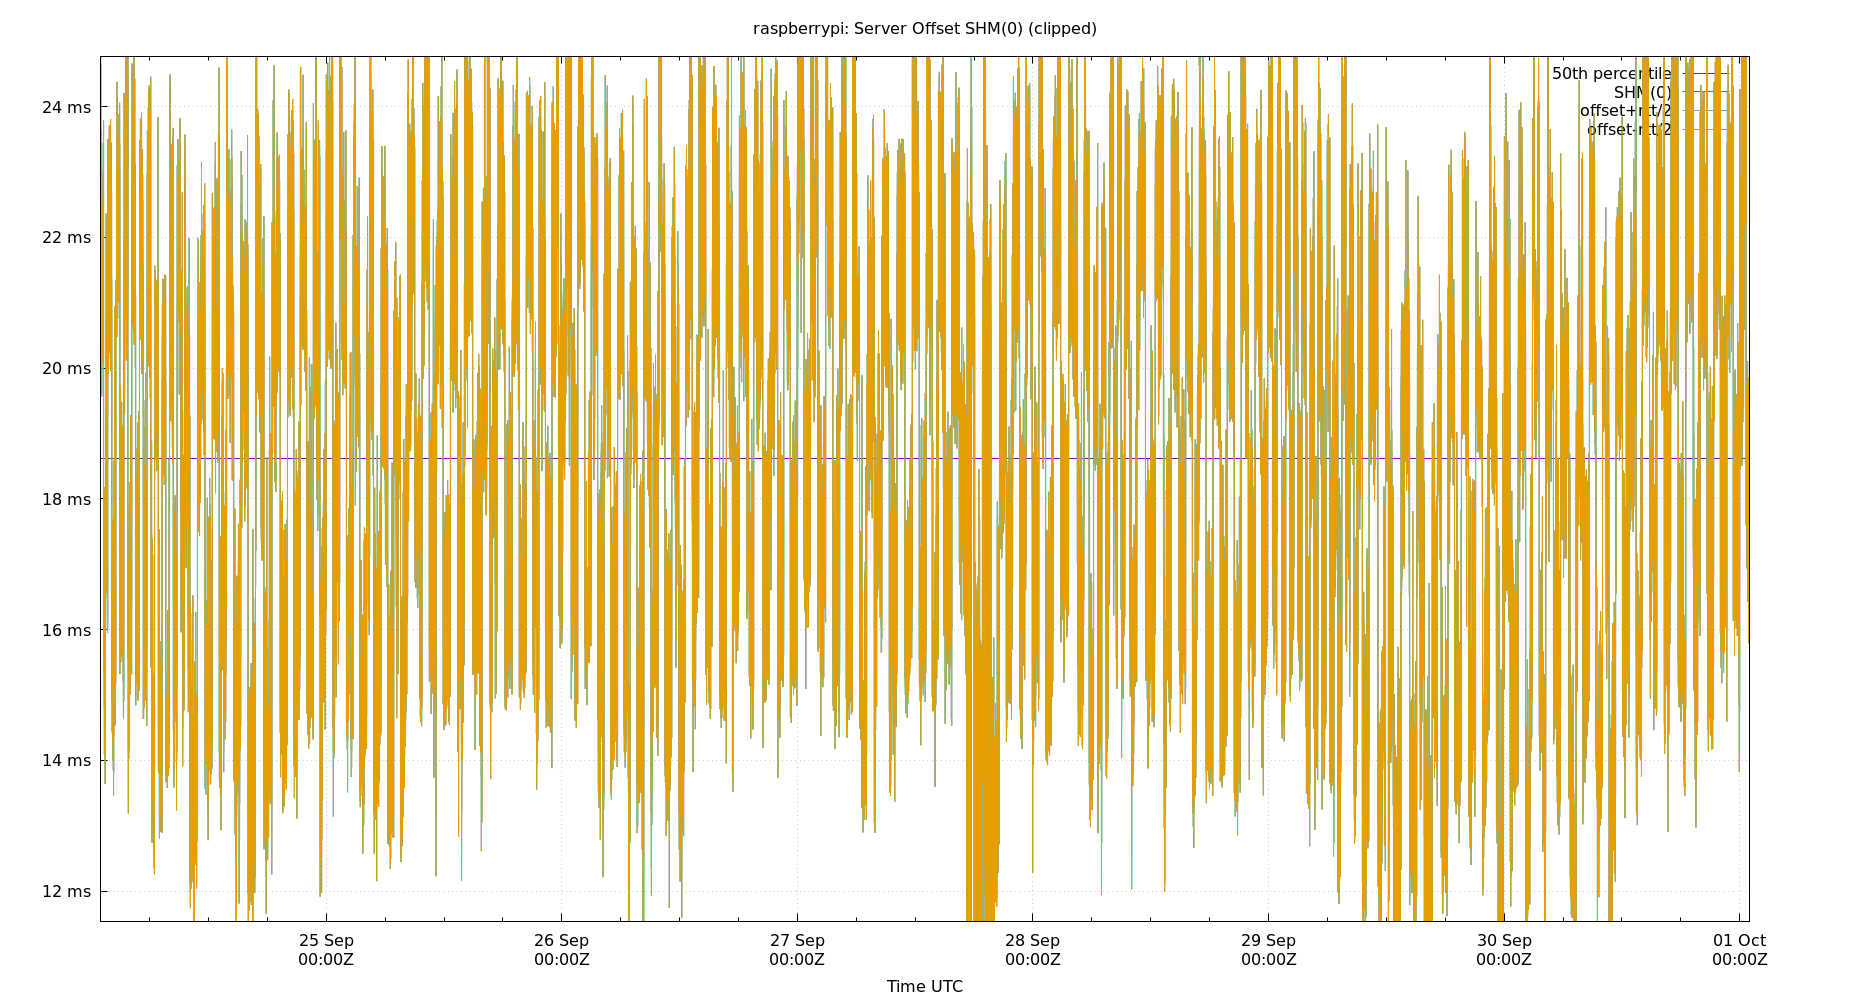 raspberrypi: Server Offset SHM(0) (clipped)
50th percentile
SHM(0)
offset+rtt/2
offset-rtt/2
24 ms
22 ms
20 ms
18 ms
16 ms
14 ms
12 ms
25 Sep
00:00Z
26 Sep
00:00Z
27 Sep
00:00Z
28 Sep
00:00Z
29 Sep
00:00Z
30 Sep
00:00Z
01 Oct
00:00Z
Time UTC